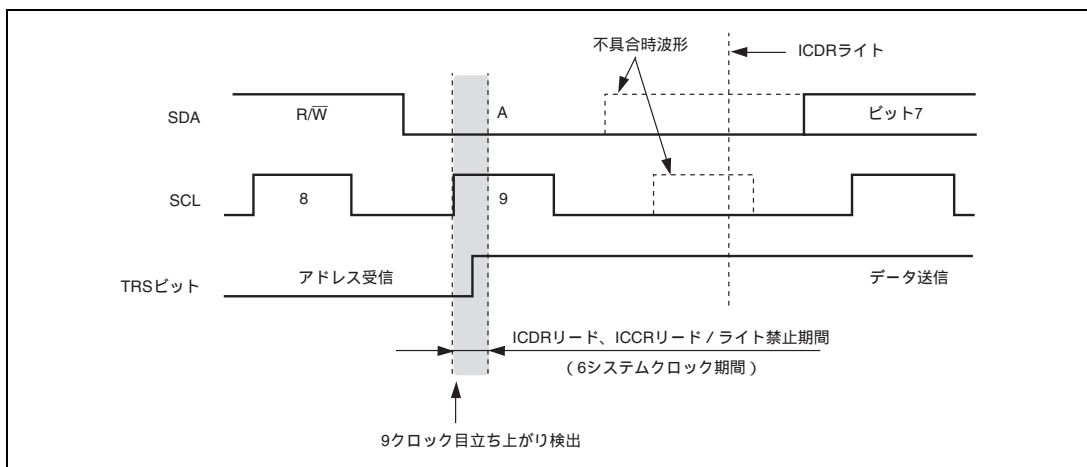 不具合時波形
ICDRライト
SDA
R/W
A
ビット7
SCL
8
9
TRSビット
アドレス受信
データ送信
ICDRリード、ICCRリード / ライト禁止期間
( 6システムクロック期間 )
9クロック目立ち上がり検出